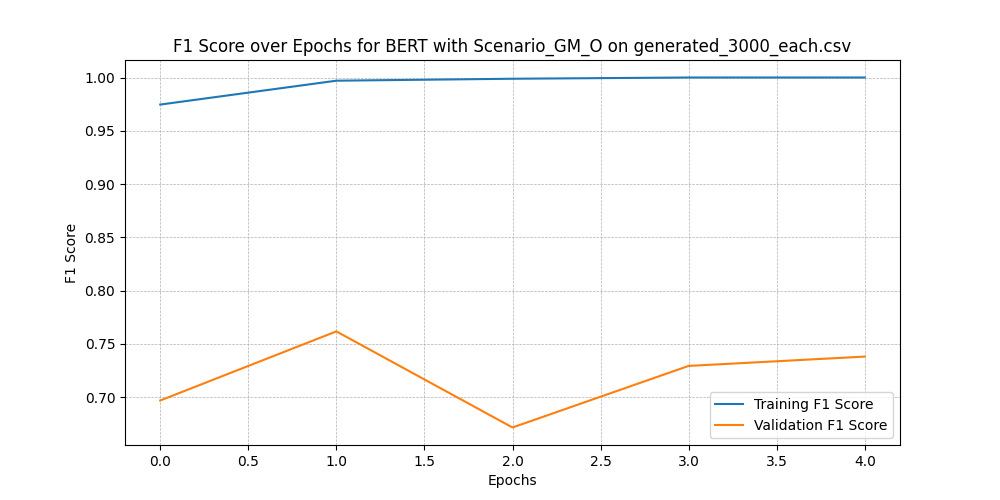 F1 Score over Epochs for BERT with Scenario_GM_O on generated_3000_each.csv
1.00
0.95
0.90
0.85
0.80
0.75
0.70
F1 Score
Training F1 Score
Validation F1 Score
0.0 0.5 1.0 1.5 2.0 2.5 3.0 3.5 4.0
Epochs